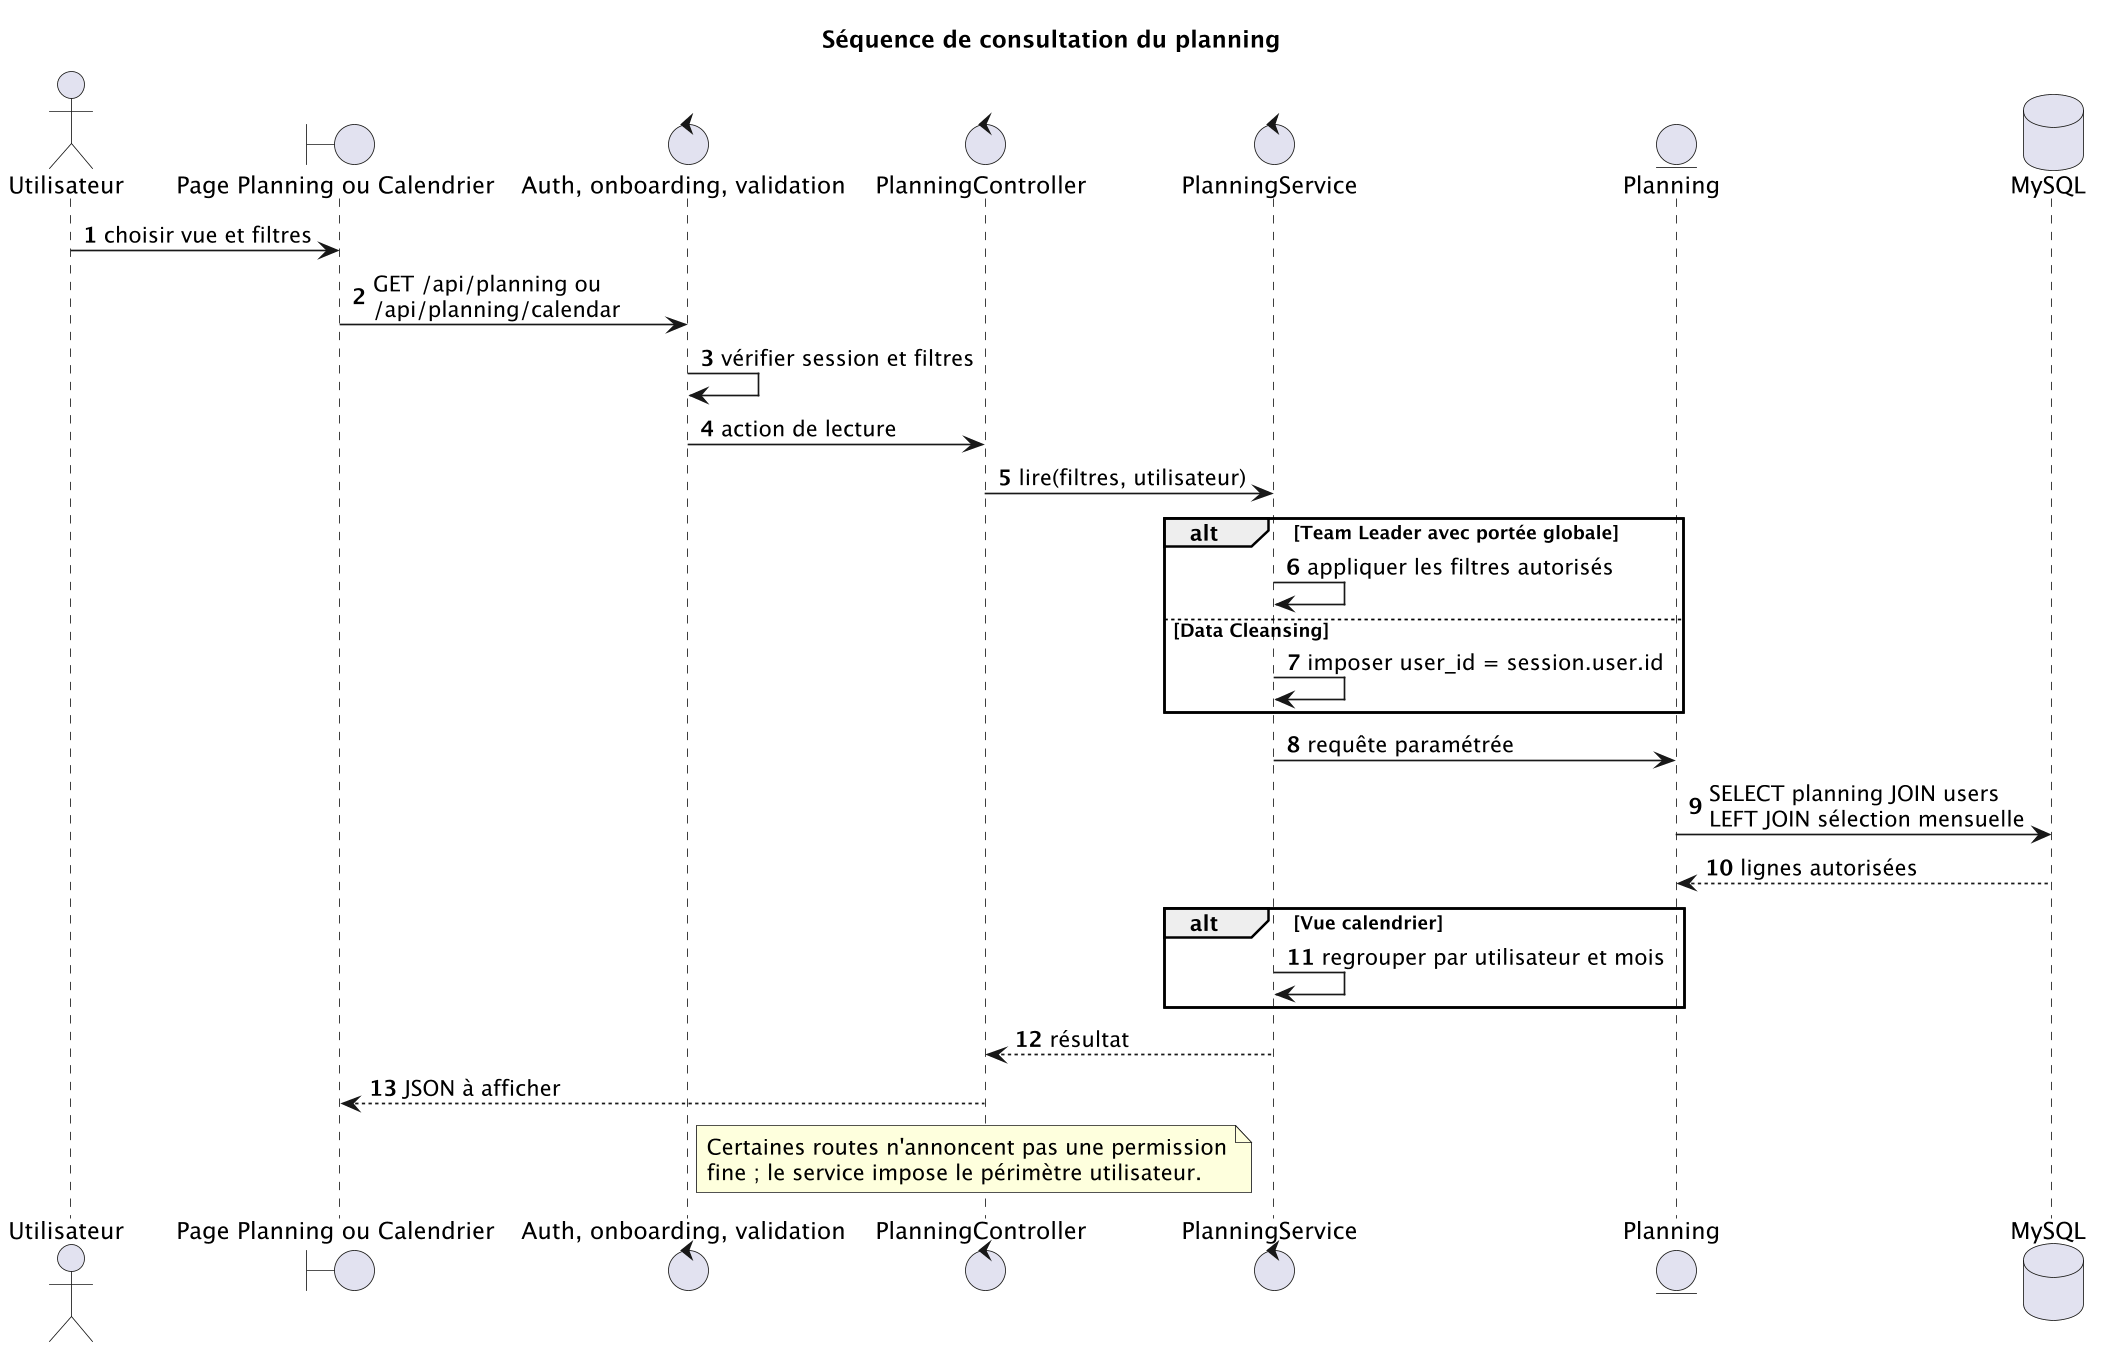 Séquence de consultation du planning
Utilisateur
Page Planning ou Calendrier
Auth, onboarding, validation
PlanningController
PlanningService
Planning
MySQL
1 choisir vue et filtres
2 GET /api/planning ou
/api/planning/calendar
3 vérifier session et filtres
4 action de lecture
5 lire(filtres, utilisateur)
alt [Team Leader avec portée globale]
6 appliquer les filtres autorisés
[Data Cleansing]
7 imposer user_id = session.user.id
8 requête paramétrée
9 SELECT planning JOIN users
LEFT JOIN sélection mensuelle
10 lignes autorisées
alt [Vue calendrier]
11 regrouper par utilisateur et mois
12 résultat
13 JSON à afficher
Certaines routes n'annoncent pas une permission
fine ; le service impose le périmètre utilisateur.
Utilisateur
Page Planning ou Calendrier
Auth, onboarding, validation
PlanningController
PlanningService
Planning
MySQL